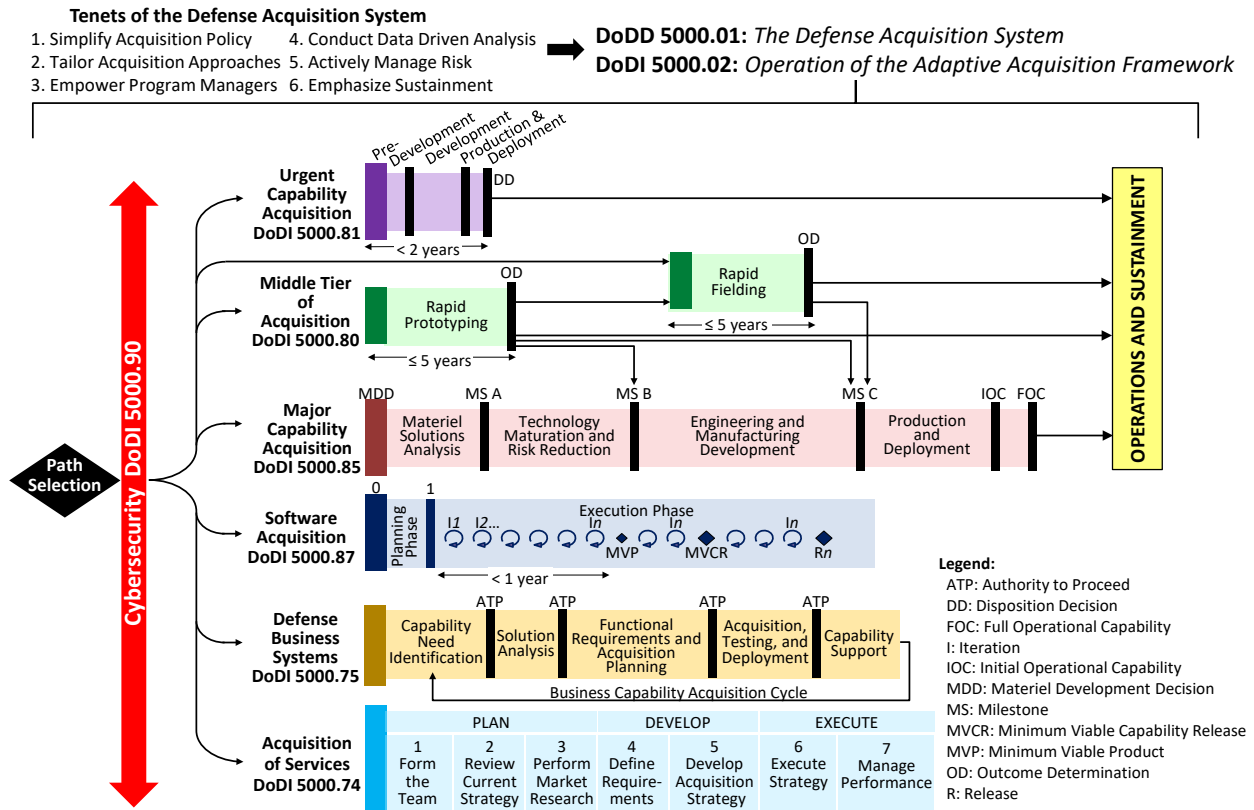 Tenets of the Defense Acquisition System
1. Simplify Acquisition Policy
2. Tailor Acquisition Approaches
3. Empower Program Managers
4. Conduct Data Driven Analysis
5. Actively Manage Risk
6. Emphasize Sustainment
DoDD 5000.01: The Defense Acquisition System
DoDI 5000.02: Operation of the Adaptive Acquisition Framework
Path
Selection
Cybersecurity DoDI 5000.90
Urgent
Capability
Acquisition
DoDI 5000.81
Pre-
Development
Development
Production &
Deployment
DD
< 2 years
Middle Tier
of
Acquisition
DoDI 5000.80
Rapid
Prototyping
OD
≤ 5 years
Rapid
Fielding
OD
≤ 5 years
Major
Capability
Acquisition
DoDI 5000.85
MDD
MS A
MS B
MS C
IOC
FOC
Materiel
Solutions
Analysis
Technology
Maturation and
Risk Reduction
Engineering and
Manufacturing
Development
Production
and
Deployment
OPERATIONS AND SUSTAINMENT
Software
Acquisition
DoDI 5000.87
0
1
Planning
Phase
Execution Phase
I1
I2...
In
In
In
MVP
MVCR
Rn
< 1 year
Defense
Business
Systems
DoDI 5000.75
ATP
ATP
ATP
ATP
Capability
Need
Identification
Solution
Analysis
Functional
Requirements and
Acquisition
Planning
Acquisition,
Testing, and
Deployment
Capability
Support
Business Capability Acquisition Cycle
Acquisition
of Services
DoDI 5000.74
PLAN
DEVELOP
EXECUTE
1
Form
the
Team
2
Review
Current
Strategy
3
Perform
Market
Research
4
Define
Require-
ments
5
Develop
Acquisition
Strategy
6
Execute
Strategy
7
Manage
Performance
Legend:
ATP: Authority to Proceed
DD: Disposition Decision
FOC: Full Operational Capability
I: Iteration
IOC: Initial Operational Capability
MDD: Materiel Development Decision
MS: Milestone
MVCR: Minimum Viable Capability Release
MVP: Minimum Viable Product
OD: Outcome Determination
R: Release